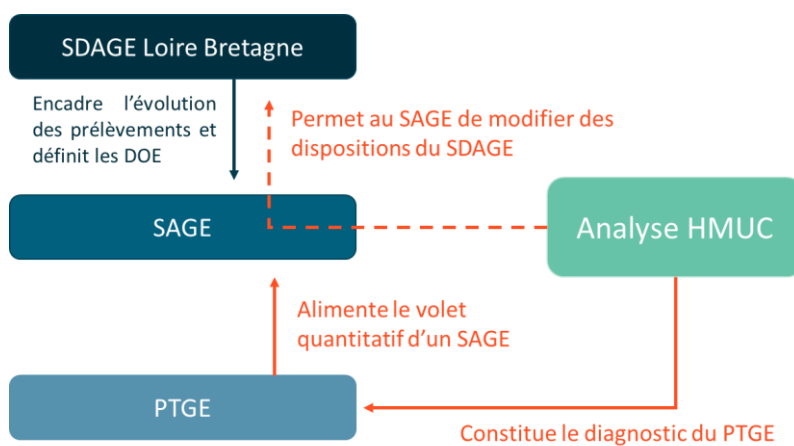 SDAGE Loire Bretagne
Encadre l'évolution
des prélèvements et
définit les DOE
Permet au SAGE de modifier des
dispositions du SDAGE
SAGE
Analyse HMUC
Alimente le volet
quantitatif d'un SAGE
PTGE
Constitue le diagnostic du PTGE